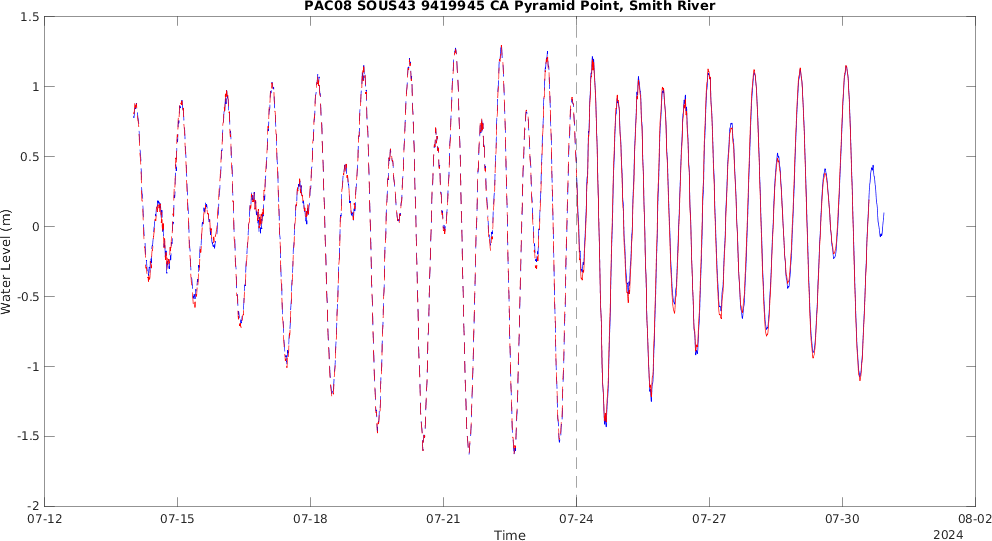 PAC08 SOUS43 9419945 CA Pyramid Point, Smith River
Water Level (m)
1.5
1
0.5
0
-0.5
-1
-1.5
-2
07-12 07-15 07-18 07-21 07-24 07-27 07-30 08-02
Time
2024